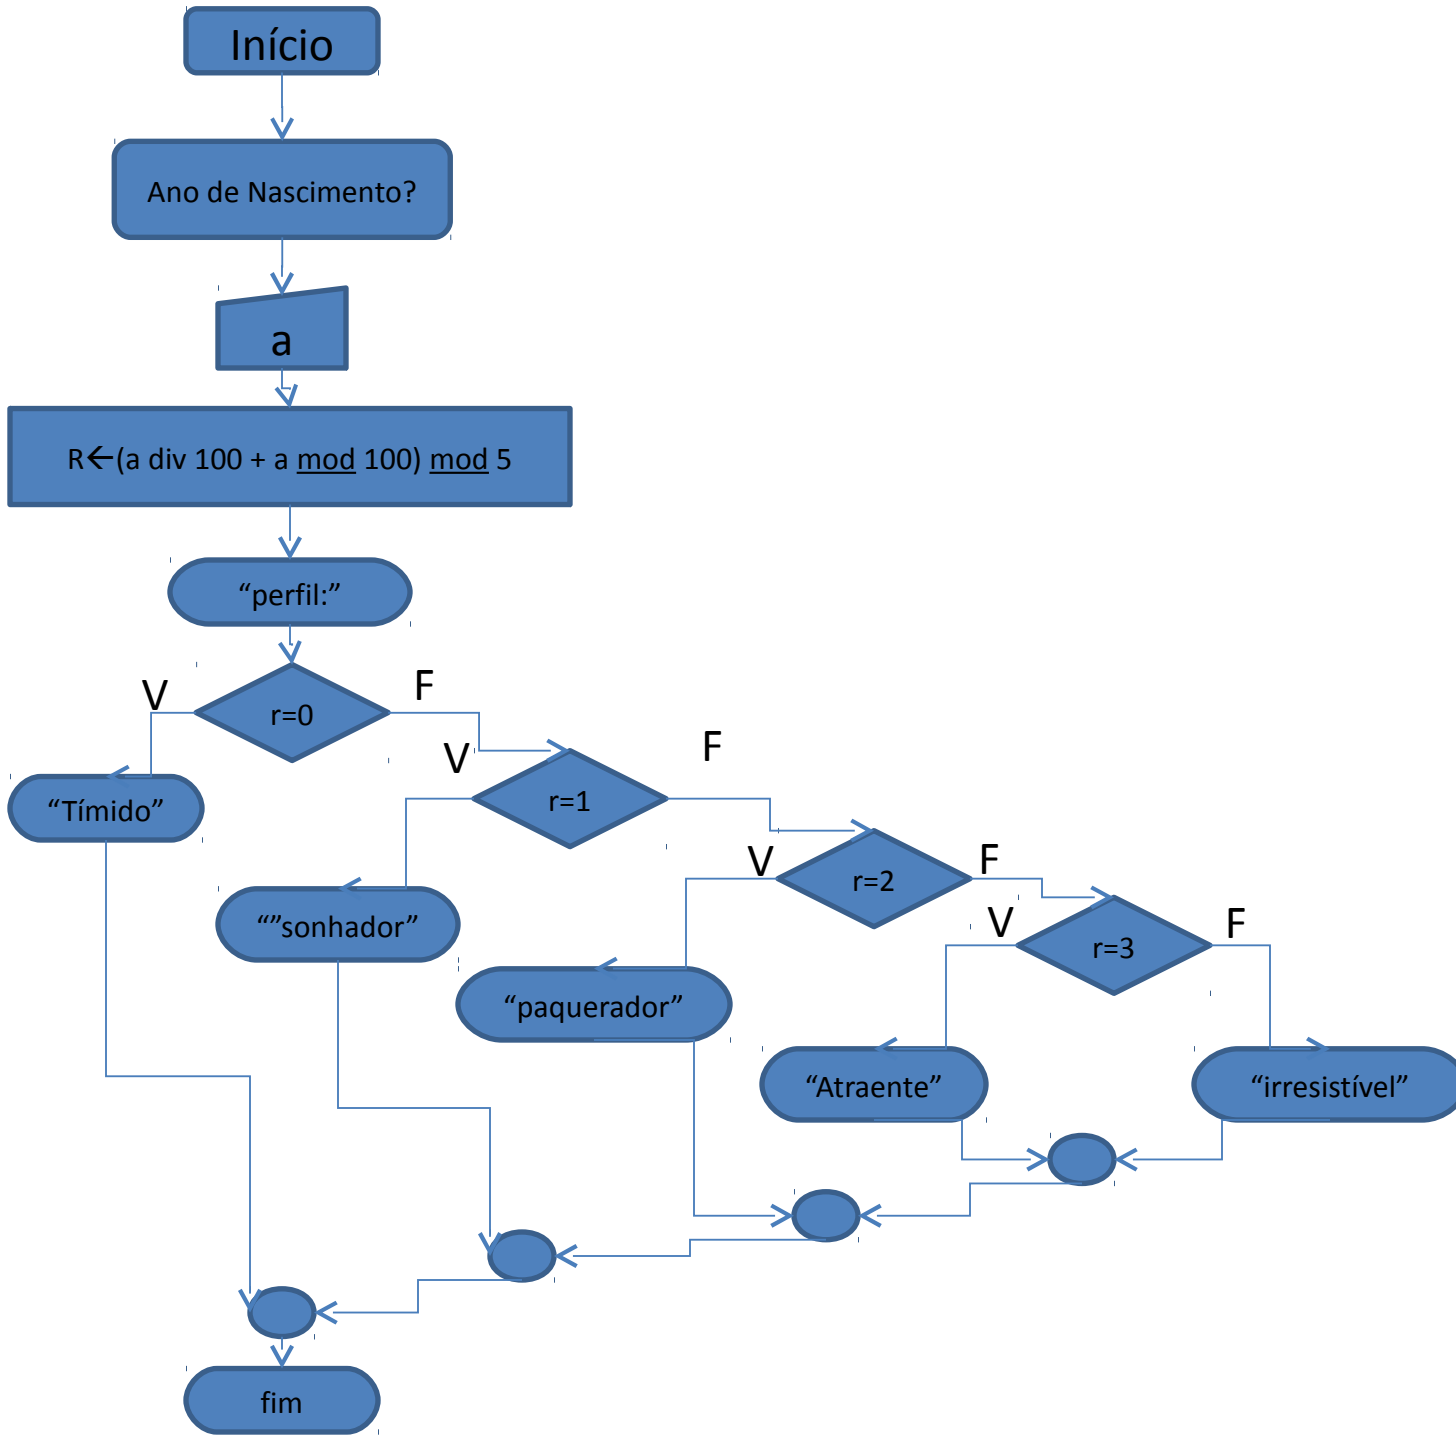 Início
Ano de Nascimento?
a
R←(a div 100 + a mod 100) mod 5
“perfil:”
V
F
r=0
V
F
“Tímido”
r=1
V
F
r=2
“”sonhador”
V
F
r=3
“paquerador”
“Atraente”
“irresistível”
fim